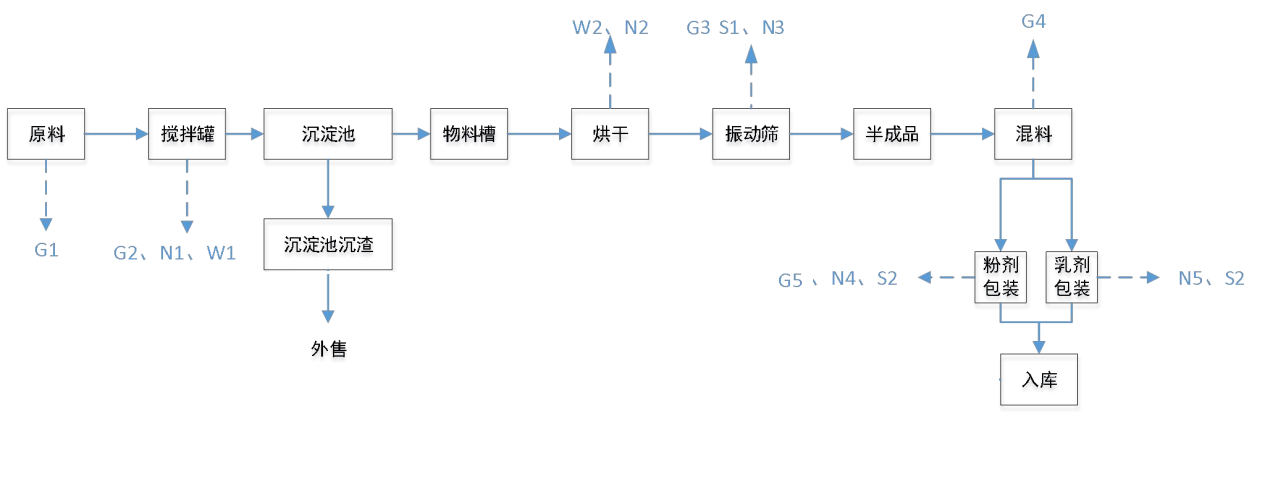 W2、N2
G3 S1、N3
G4
原料
搅拌罐
沉淀池
物料槽
烘干
振动筛
半成品
混料
G1
G2、N1、W1
沉淀池沉渣
外售
G5 、N4、S2
粉剂
包装
乳剂
包装
N5、S2
入库